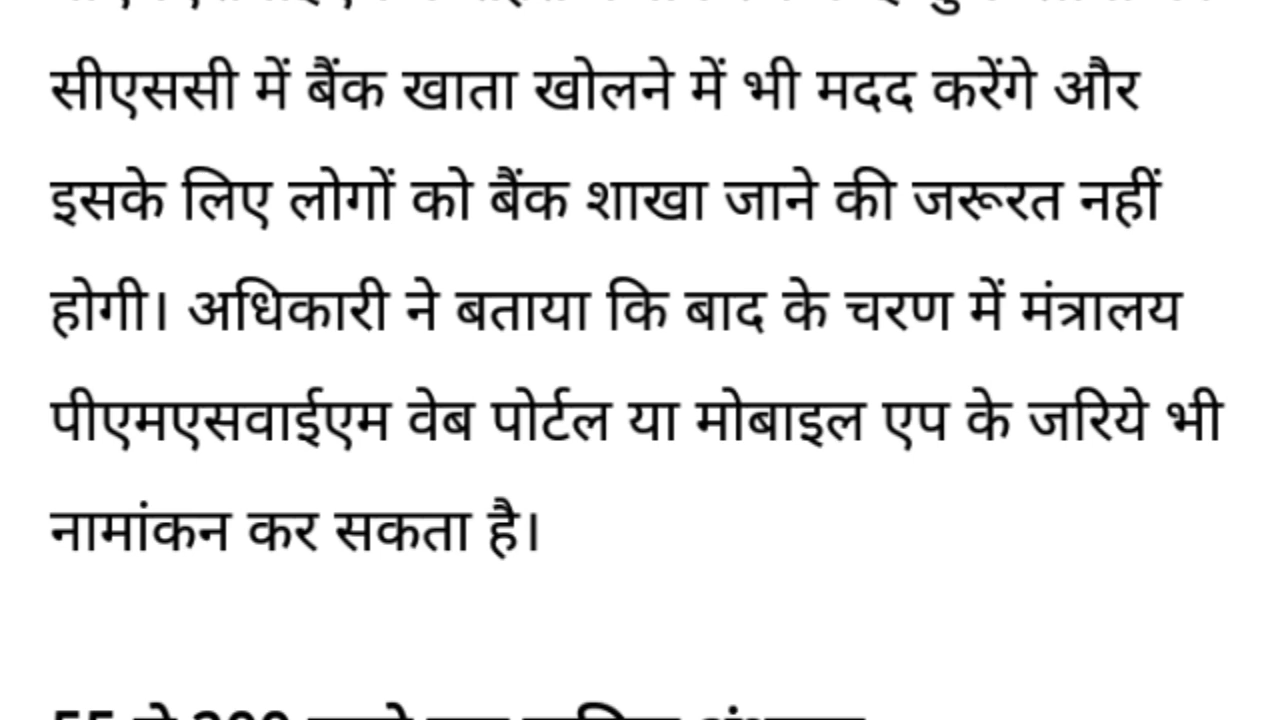 सीएससी में बैंक खाता खोलने में भी मदद करेंगे और
इसके लिए लोगों को बैंक शाखा जाने की जरूरत नहीं
होगी। अधिकारी ने बताया कि बाद के चरण में मंत्रालय
पीएमएसवाईएम वेब पोर्टल या मोबाइल एप के जरिये भी
नामांकन कर सकता है।